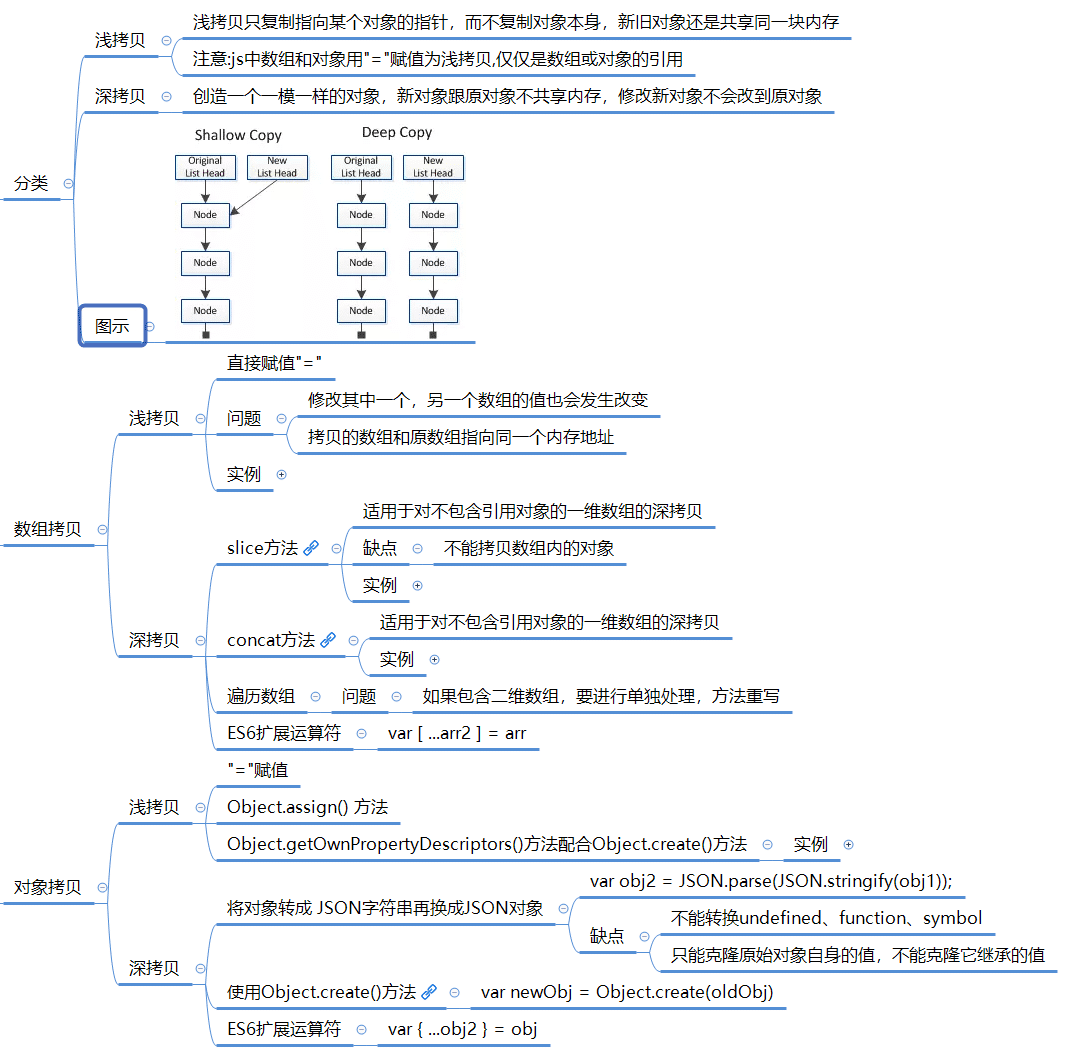 分类
浅拷贝
浅拷贝只复制指向某个对象的指针，而不复制对象本身，新旧对象还是共享同一块内存
注意:js中数组和对象用"="赋值为浅拷贝,仅仅是数组或对象的引用
深拷贝
创造一个一模一样的对象，新对象跟原对象不共享内存，修改新对象不会改到原对象
图示
Shallow Copy
Original
List Head
New
List Head
Node
Node
Node
Deep Copy
Original
List Head
New
List Head
Node
Node
Node
Node
Node
Node
数组拷贝
浅拷贝
直接赋值"="
问题
修改其中一个，另一个数组的值也会发生改变
拷贝的数组和原数组指向同一个内存地址
实例
深拷贝
slice方法
适用于对不包含引用对象的一维数组的深拷贝
缺点
不能拷贝数组内的对象
实例
concat方法
适用于对不包含引用对象的一维数组的深拷贝
实例
遍历数组
问题
如果包含二维数组，要进行单独处理，方法重写
ES6扩展运算符
var [ ...arr2 ] = arr
对象拷贝
浅拷贝
"="赋值
Object.assign() 方法
Object.getOwnPropertyDescriptors()方法配合Object.create()方法
实例
深拷贝
将对象转成 JSON字符串再换成JSON对象
var obj2 = JSON.parse(JSON.stringify(obj1));
缺点
不能转换undefined、function、symbol
只能克隆原始对象自身的值，不能克隆它继承的值
使用Object.create()方法
var newObj = Object.create(oldObj)
ES6扩展运算符
var { ...obj2 } = obj